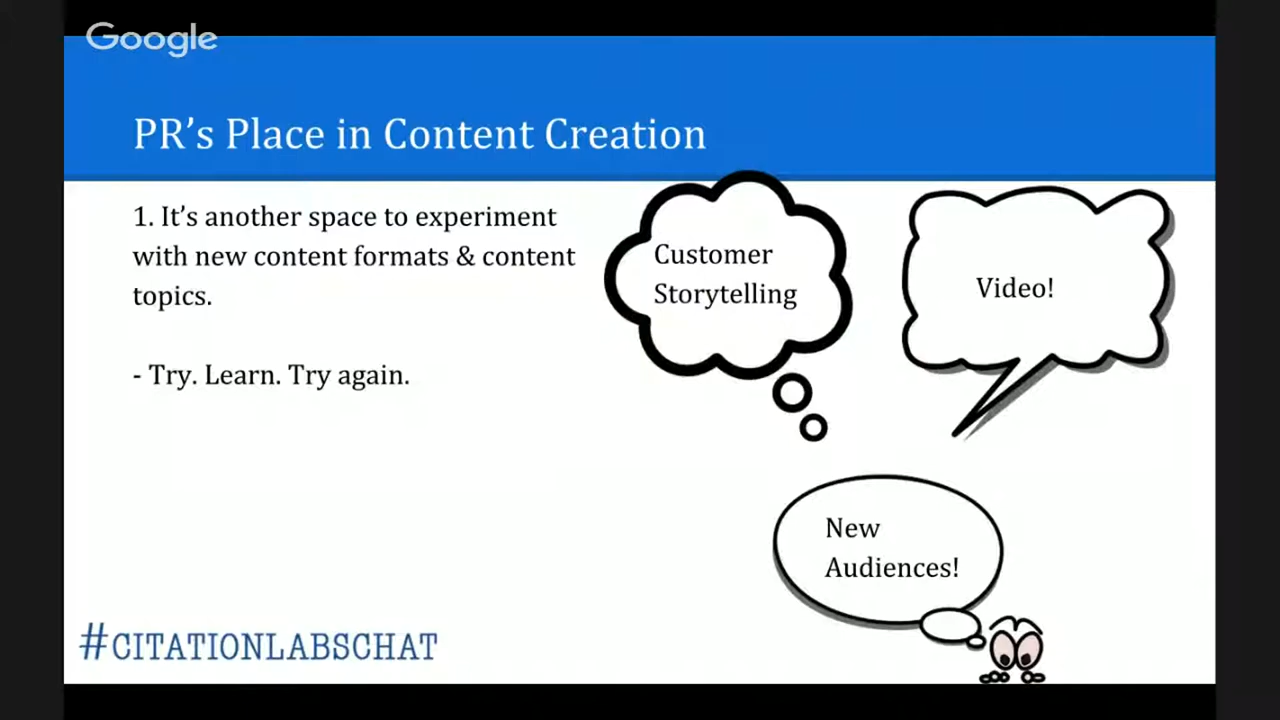 Google
PR’s Place in Content Creation
1. It’s another space to experiment
with new content formats & content
topics.
- Try. Learn. Try again.
Customer
Storytelling
Video!
New
Audiences!
#CITATIONLABSCHAT